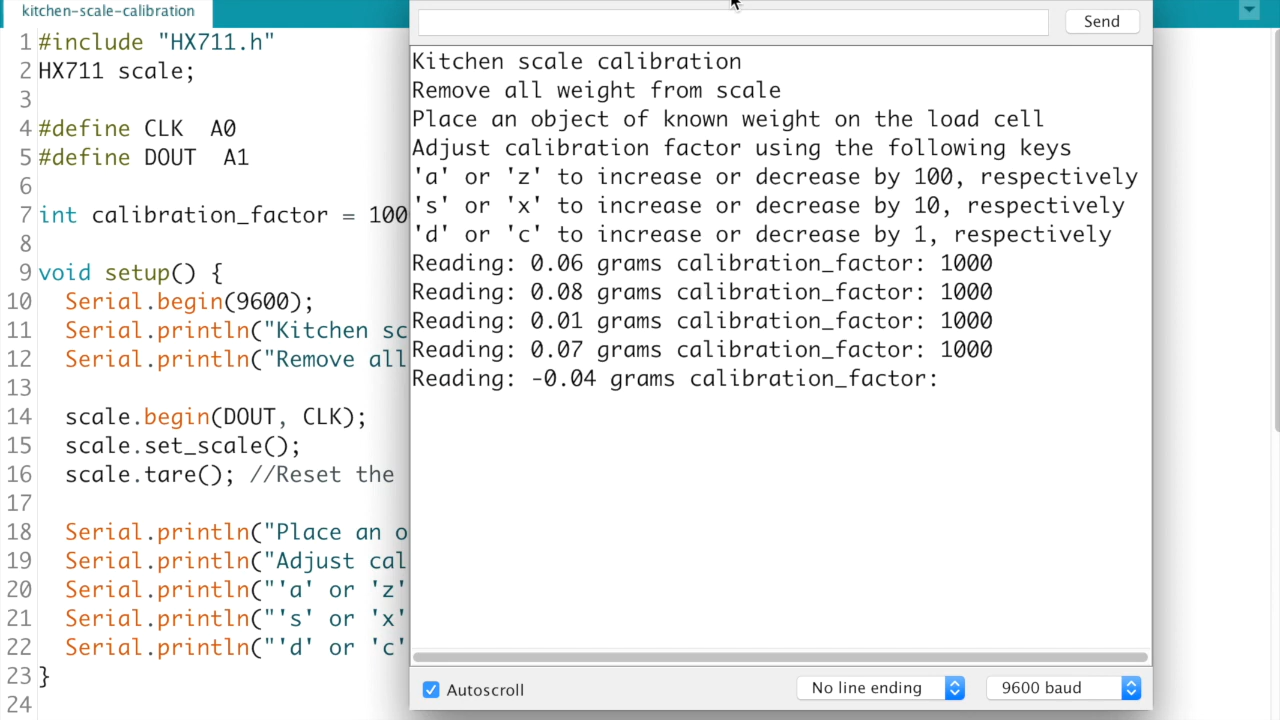 kitchen-scale-calibration
1 #include "HX711.h"
2 HX711 scale;
3
4 #define CLK  A0
5 #define DOUT  A1
6
7 int calibration_factor = 100
8
9 void setup() {
10   Serial.begin(9600);
11   Serial.println("Kitchen sc
12   Serial.println("Remove all
13
14   scale.begin(DOUT, CLK);
15   scale.set_scale();
16   scale.tare(); //Reset the
17
18   Serial.println("Place an o
19   Serial.println("Adjust cal
20   Serial.println("'a' or 'z'
21   Serial.println("'s' or 'x'
22   Serial.println("'d' or 'c'
23 }
24
Send
Kitchen scale calibration
Remove all weight from scale
Place an object of known weight on the load cell
Adjust calibration factor using the following keys
'a' or 'z' to increase or decrease by 100, respectively
's' or 'x' to increase or decrease by 10, respectively
'd' or 'c' to increase or decrease by 1, respectively
Reading: 0.06 grams calibration_factor: 1000
Reading: 0.08 grams calibration_factor: 1000
Reading: 0.01 grams calibration_factor: 1000
Reading: 0.07 grams calibration_factor: 1000
Reading: -0.04 grams calibration_factor:
Autoscroll
No line ending
9600 baud